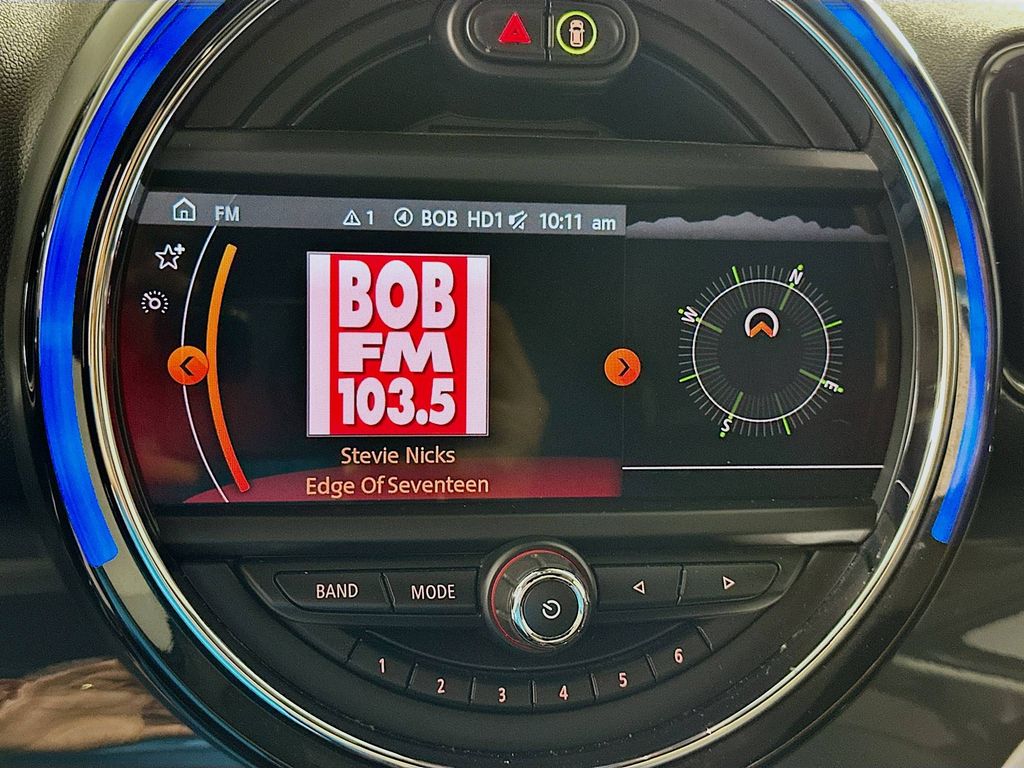 FM 1 BOB HD1 10:11 am
BOB
FM
103.5
Stevie Nicks
Edge Of Seventeen
N
W
E
S
BAND MODE
1 2 3 4 5 6